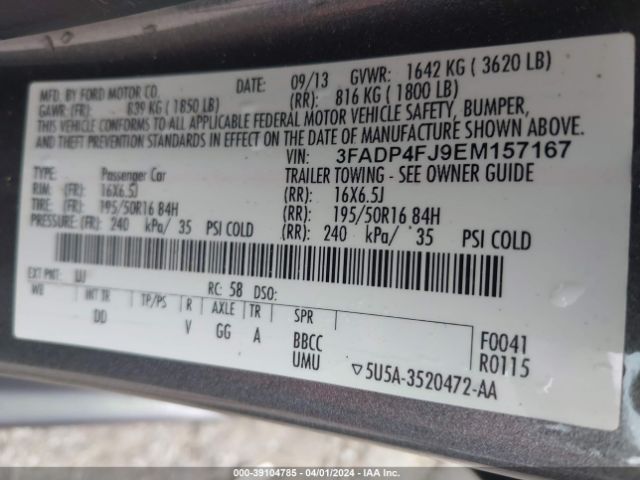 MFD. BY FORD MOTOR CO. DATE: 09/13 GVWR: 1642 KG ( 3620 LB)
GAWR: (FR): 839 KG ( 1850 LB) (RR): 816 KG ( 1800 LB)
THIS VEHICLE CONFORMS TO ALL APPLICABLE FEDERAL MOTOR VEHICLE SAFETY, BUMPER,
AND THEFT PREVENTION STANDARDS IN EFFECT ON THE DATE OF MANUFACTURE SHOWN ABOVE.
VIN: 3FADP4FJ9EM157167
TYPE: Passenger Car TRAILER TOWING - SEE OWNER GUIDE
RIM: (FR): 16X6.5J (RR): 16X6.5J
TIRE: (FR): 195/50R16 84H (RR): 195/50R16 84H
PRESSURE: (FR): 240 kPa/ 35 PSI COLD (RR): 240 kPa/ 35 PSI COLD
EXT PNT: UJ RC: 58 DSO:
WB INT TR TP/PS R AXLE TR SPR
DD V GG A BBCC F0041
UMU R0115
▽5U5A-3520472-AA
000-39104785 - 04/01/2024 - IAA Inc.